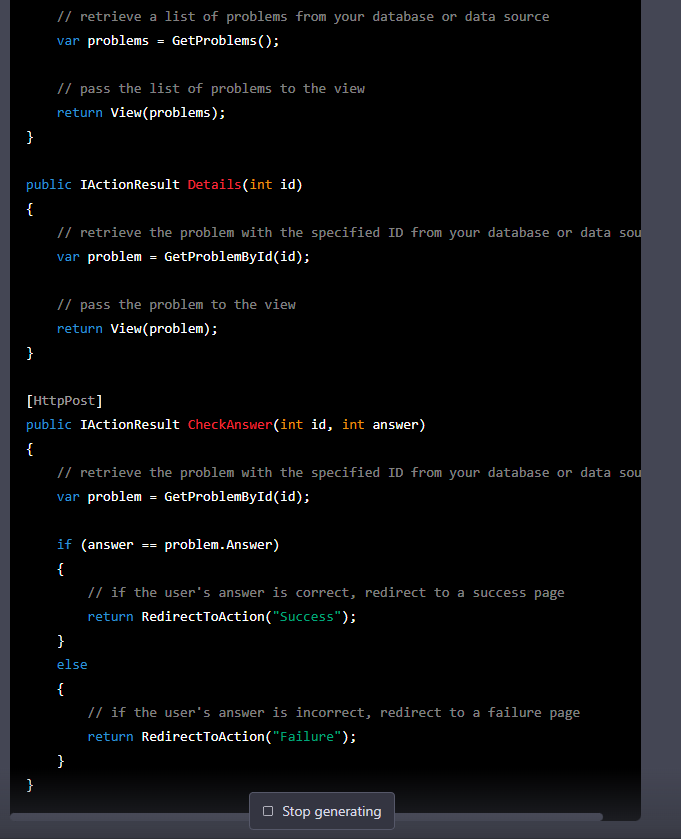 // retrieve a list of problems from your database or data source
var problems = GetProblems();
// pass the list of problems to the view
return View(problems);
}
public IActionResult Details(int id)
{
// retrieve the problem with the specified ID from your database or data sou
var problem = GetProblemById(id);
// pass the problem to the view
return View(problem);
}
[HttpPost]
public IActionResult CheckAnswer(int id, int answer)
{
// retrieve the problem with the specified ID from your database or data sou
var problem = GetProblemById(id);
if (answer == problem.Answer)
{
// if the user's answer is correct, redirect to a success page
return RedirectToAction("Success");
}
else
{
// if the user's answer is incorrect, redirect to a failure page
return RedirectToAction("Failure");
}
}
Stop generating